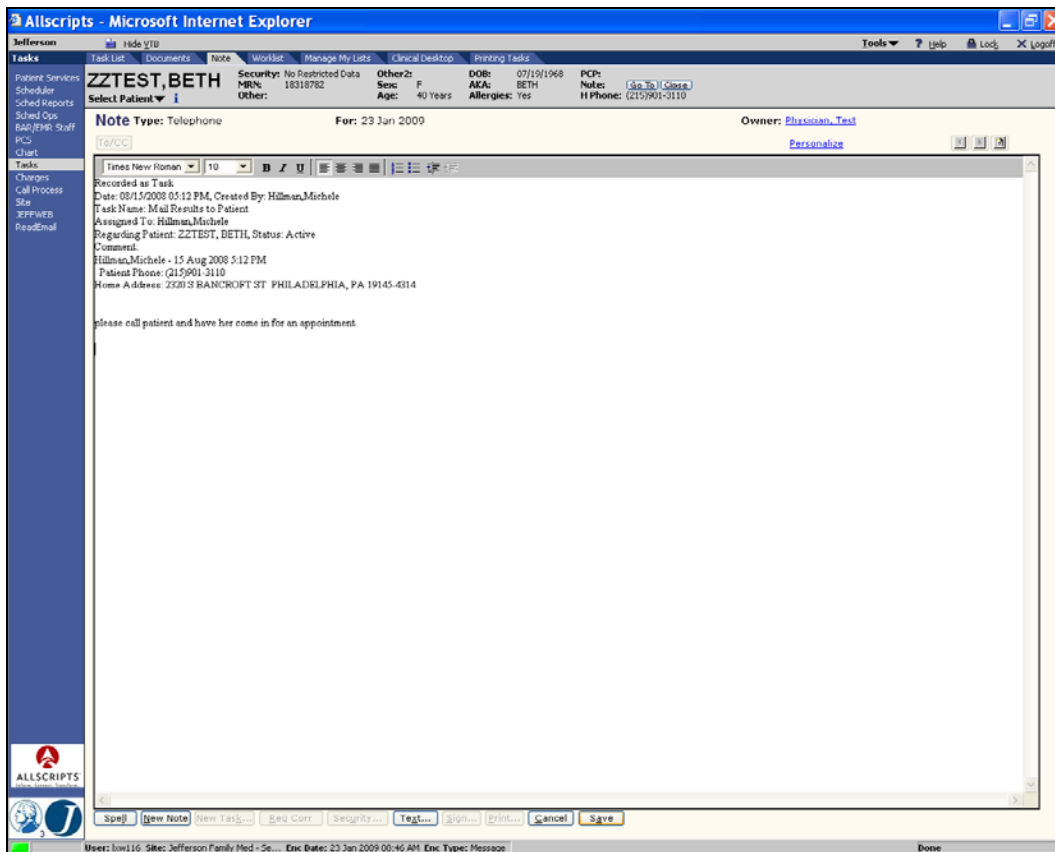 Allscripts - Microsoft Internet Explorer
Jefferson Hide VTB Tools Help Lock Logoff
Tasks Task List Documents Note Worklist Manage My Lists Clinical Desktop Printing Tasks
Patient Services
Scheduler
Sched Reports
Sched Ops
BAR/EMR Staff
PCS
Chart
Tasks
Charges
Call Process
Site
JEFFWEB
ReadEmail
ZZTEST, BETH Security: No Restricted Data Other2: DOB: 07/19/1968 PCP:
MRN: 18318782 Sex: F AKA: BETH Note: Go To Close
Select Patient i Other: Age: 40 Years Allergies: Yes H Phone: (215)901-3110
Note Type: Telephone For: 23 Jan 2009 Owner: Physician, Test
To/CC Personalize
Times New Roman 10 B I U
Recorded as Task
Date: 08/15/2008 05:12 PM, Created By: Hillman,Michele
Task Name: Mail Results to Patient
Assigned To: Hillman,Michele
Regarding Patient: ZZTEST, BETH, Status: Active
Comment:
Hillman,Michele - 15 Aug 2008 5:12 PM
Patient Phone: (215)901-3110
Home Address: 2320 S BANCROFT ST PHILADELPHIA, PA 19145-4314
please call patient and have her come in for an appointment.
ALLSCRIPTS
J
3
Spell New Note New Task... Req Corr Security... Text... Sign... Print... Cancel Save
User: bw116 Site: Jefferson Family Med - Se... Enc Date: 23 Jan 2009 08:46 AM Enc Type: Message Done